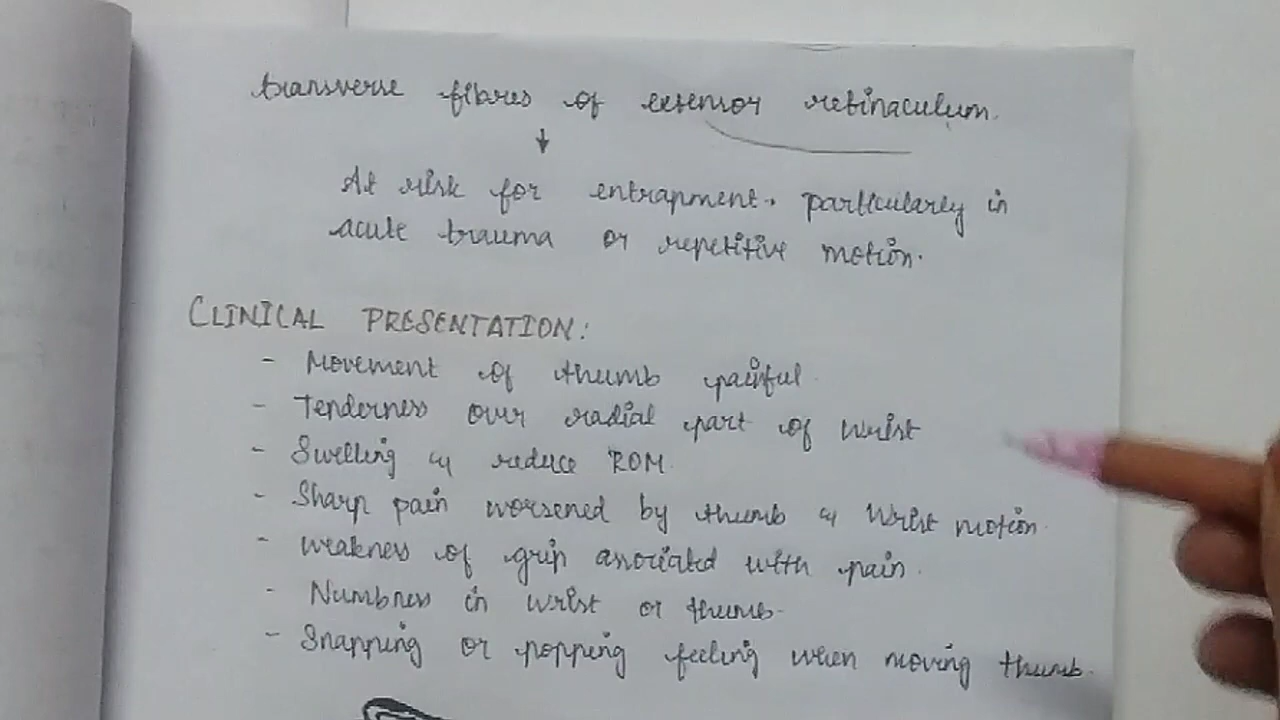 transverse fibres of extensor retinaculum.
↓
At risk for entrapment, particularly in
acute trauma or repetitive motion.
CLINICAL PRESENTATION:
- Movement of thumb painful.
- Tenderness over radial part of wrist
- Swelling & reduce ROM.
- Sharp pain worsened by thumb & Wrist motion.
- Weakness of grip associated with pain.
- Numbness in wrist or thumb.
- Snapping or popping feeling when moving thumb.